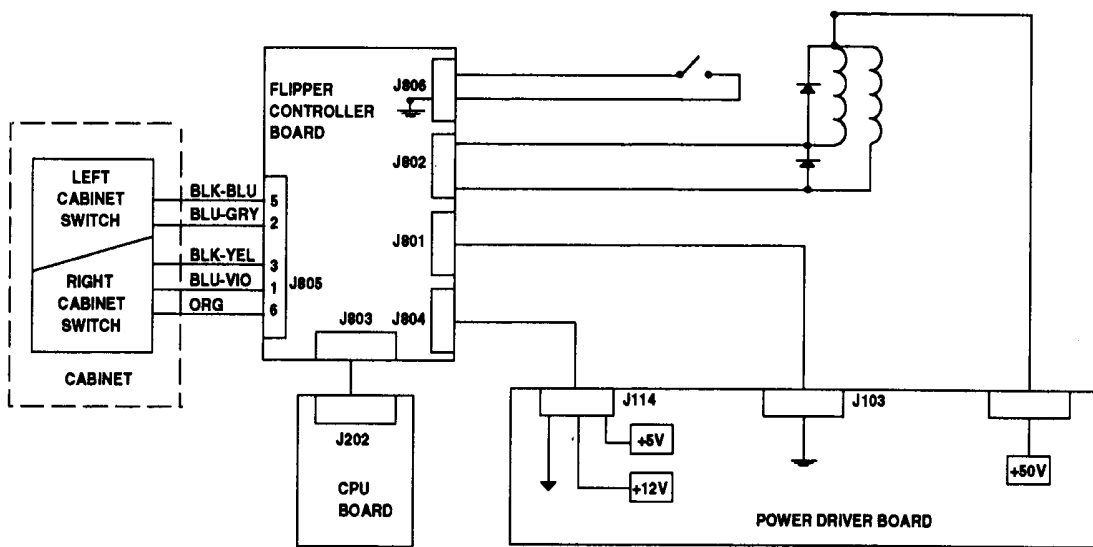 FLIPPER
CONTROLLER
BOARD
J806
J802
J801
J804
J803
J805
5
2
3
1
6
LEFT
CABINET
SWITCH
RIGHT
CABINET
SWITCH
CABINET
BLK-BLU
BLU-GRY
BLK-YEL
BLU-VIO
ORG
J202
CPU
BOARD
J114
J103
+5V
+12V
+50V
POWER DRIVER BOARD